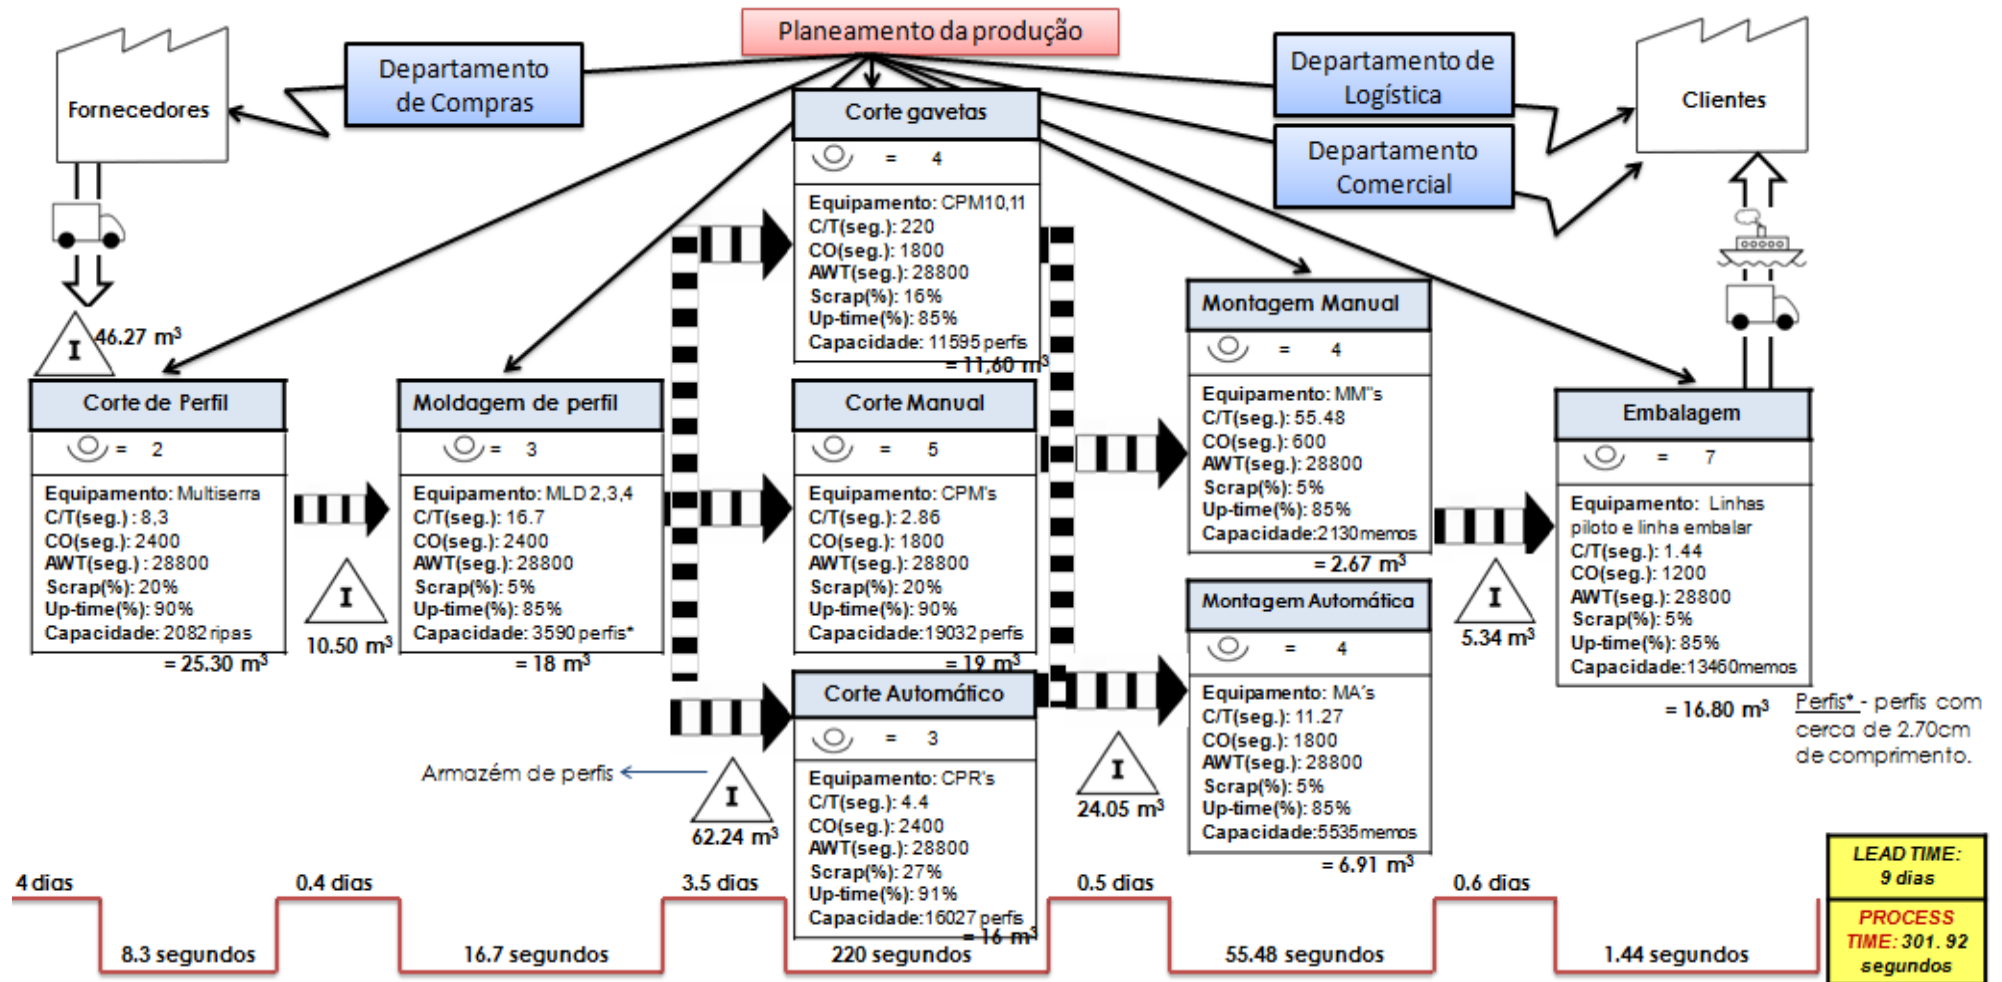 Planeamento da produção
Departamento
de Compras
Departamento de
Logística
Departamento
Comercial
Fornecedores
Clientes
I
46.27 m³
Corte de Perfil
= 2
Equipamento: Multiserra
C/T(seg.) : 8,3
CO(seg.): 2400
AWT(seg.) : 28800
Scrap(%): 20%
Up-time(%): 90%
Capacidade: 2082 ripas
= 25.30 m³
I
10.50 m³
Moldagem de perfil
= 3
Equipamento: MLD 2,3,4
C/T(seg.): 16.7
CO(seg.): 2400
AWT(seg.): 28800
Scrap(%): 5%
Up-time(%): 85%
Capacidade: 3590 perfis*
= 18 m³
Armazém de perfis
I
62.24 m³
Corte gavetas
= 4
Equipamento: CPM10,11
C/T(seg.): 220
CO(seg.): 1800
AWT(seg.): 28800
Scrap(%): 16%
Up-time(%): 85%
Capacidade: 11595 perfis
= 11,60 m³
Corte Manual
= 5
Equipamento: CPM's
C/T(seg.): 2.86
CO(seg.): 1800
AWT(seg.): 28800
Scrap(%): 20%
Up-time(%): 90%
Capacidade: 19032 perfis
= 19 m³
Corte Automático
= 3
Equipamento: CPR's
C/T(seg.): 4.4
CO(seg.): 2400
AWT(seg.): 28800
Scrap(%): 27%
Up-time(%): 91%
Capacidade:16027 perfis
= 16 m³
I
24.05 m³
Montagem Manual
= 4
Equipamento: MM"s
C/T(seg.): 55.48
CO(seg.): 600
AWT(seg.): 28800
Scrap(%): 5%
Up-time(%): 85%
Capacidade:2130memos
= 2.67 m³
Montagem Automática
= 4
Equipamento: MA´s
C/T(seg.): 11.27
CO(seg.): 1800
AWT(seg.): 28800
Scrap(%): 5%
Up-time(%): 85%
Capacidade:5535memos
= 6.91 m³
I
5.34 m³
Embalagem
= 7
Equipamento: Linhas
piloto e linha embalar
C/T(seg.): 1.44
CO(seg.): 1200
AWT(seg.): 28800
Scrap(%): 5%
Up-time(%): 85%
Capacidade:13460memos
= 16.80 m³
Perfis* - perfis com
cerca de 2.70cm
de comprimento.
4 dias
0.4 dias
3.5 dias
0.5 dias
0.6 dias
8.3 segundos
16.7 segundos
220 segundos
55.48 segundos
1.44 segundos
LEAD TIME:
9 dias
PROCESS
TIME: 301. 92
segundos